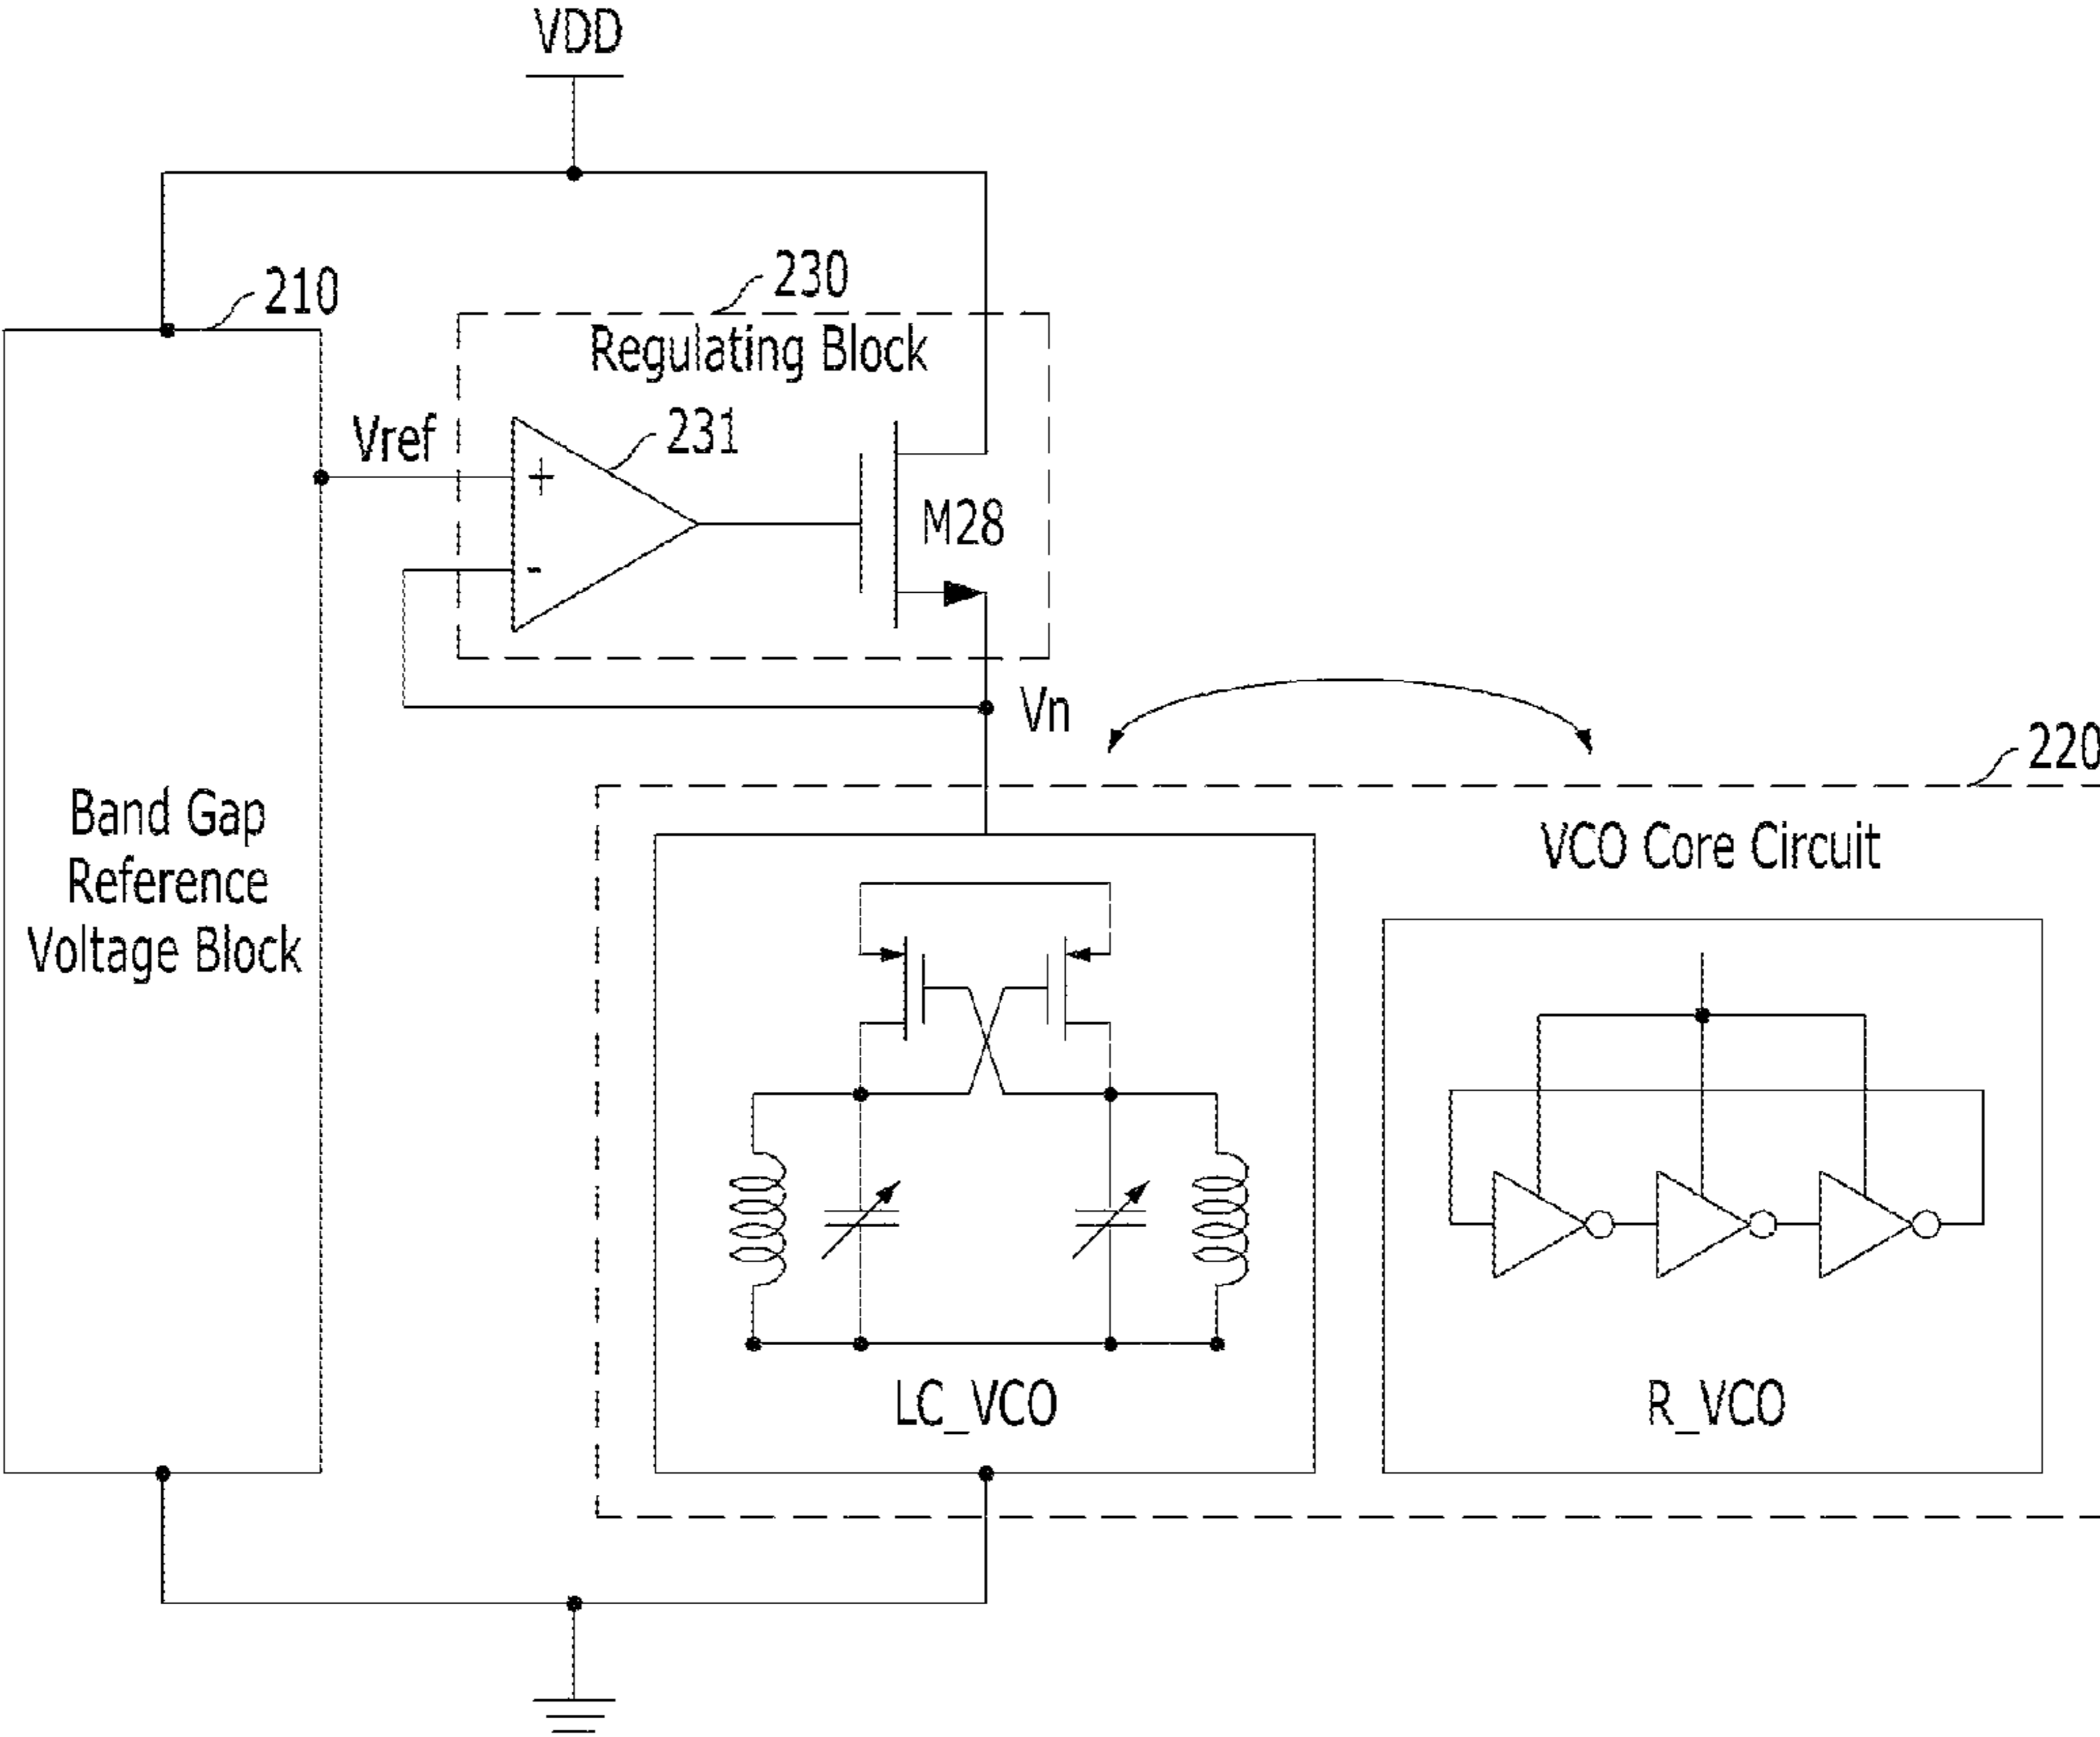 VDD
210
230
Regulating Block
231
Vref
+
M28
-
Vn
220
Band Gap
Reference
Voltage Block
VCO Core Circuit
LC_VCO
R_VCO